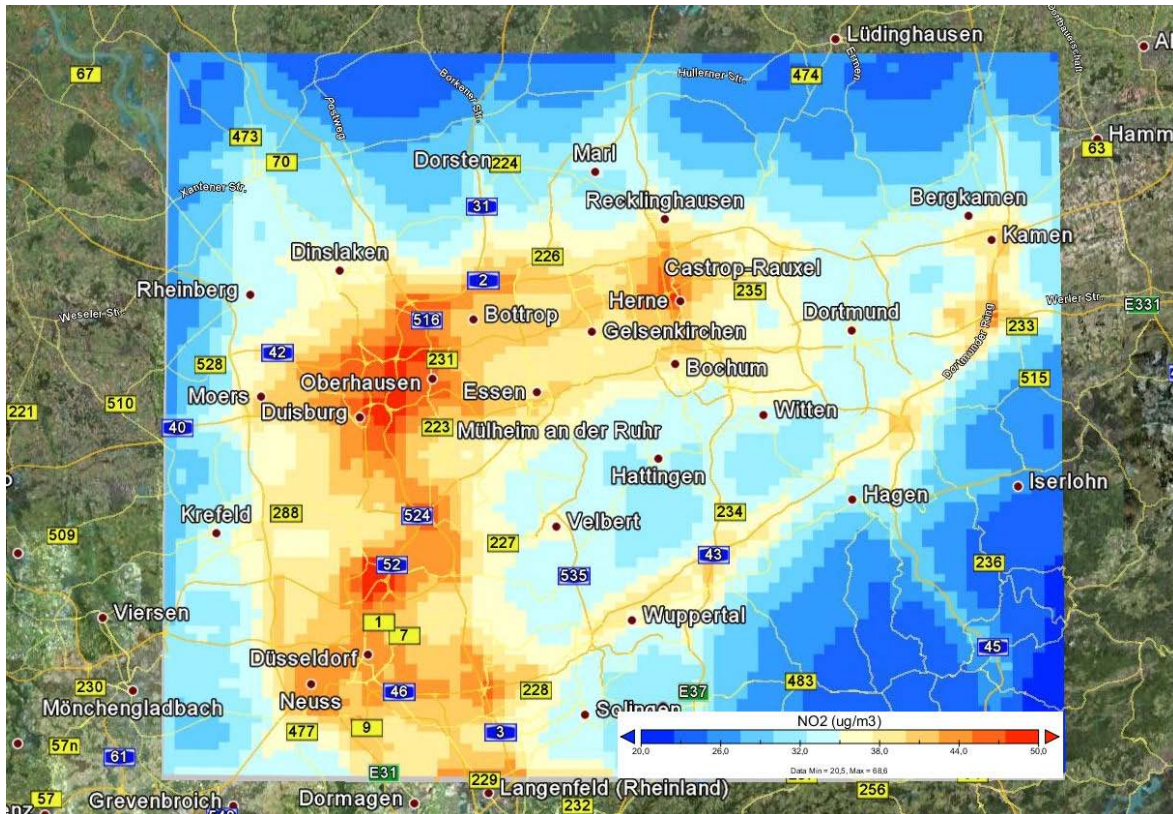 Lüdinghausen
67
474
Ermen
Hüllerner Str.
Borkener Str.
Postweg
473
70
Hamm
63
Dorsten
224
Marl
Xantener Str.
31
Recklinghausen
Bergkamen
Kamen
Dinslaken
226
2
Castrop-Rauxel
235
Rheinberg
Herne
Werler Str.
E331
Weseler Str.
516
Bottrop
Gelsenkirchen
Dortmund
233
Dortmunder Ring
42
528
231
Bochum
515
Oberhausen
Essen
Moers
Duisburg
221
510
40
223
Mülheim an der Ruhr
Witten
Hattingen
Iserlohn
Hagen
Krefeld
288
524
234
509
Velbert
227
43
52
535
236
Viersen
1
7
Wuppertal
Düsseldorf
45
230
46
228
E37
483
Mönchengladbach
Neuss
Solingen
477
9
3
57n
61
NO2 (ug/m3)
20,0 26,0 32,0 38,0 44,0 50,0
Data Min = 20,5, Max = 68,6
E31
229
Langenfeld (Rheinland)
57
Grevenbroich
Dormagen
232
256